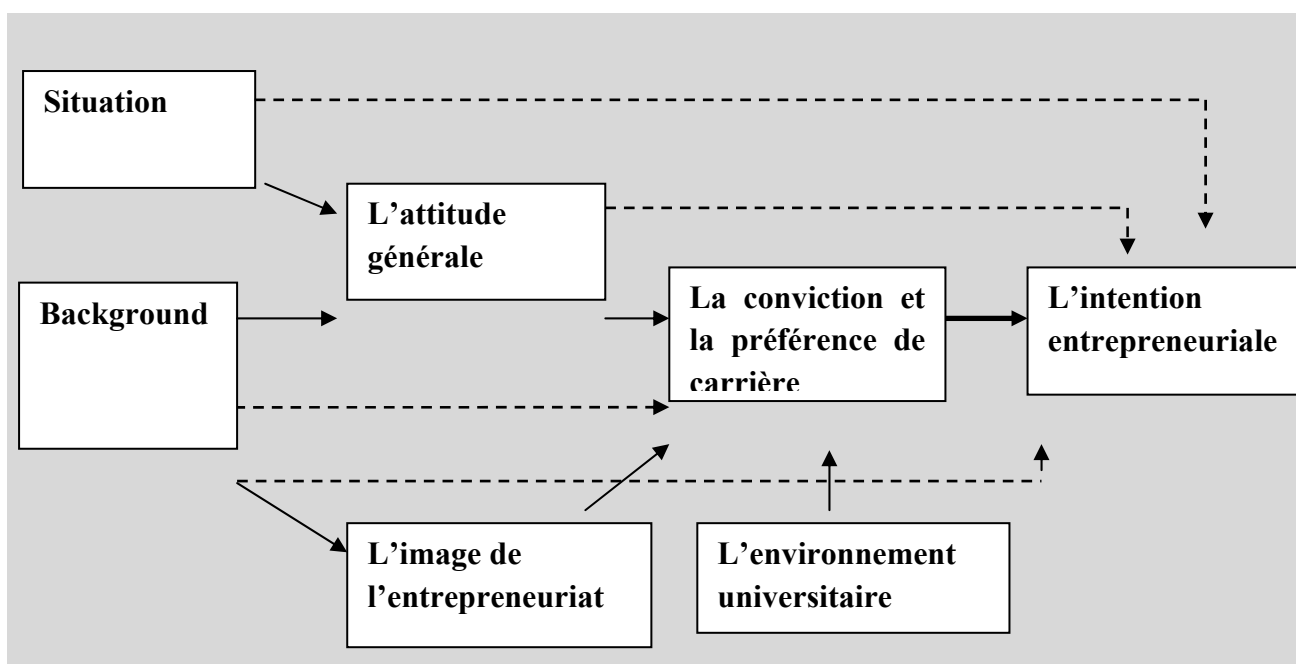 Situation
L’attitude
générale
Background
La conviction et
la préférence de
carrière
L’intention
entrepreneuriale
L’image de
l’entrepreneuriat
L’environnement
universitaire